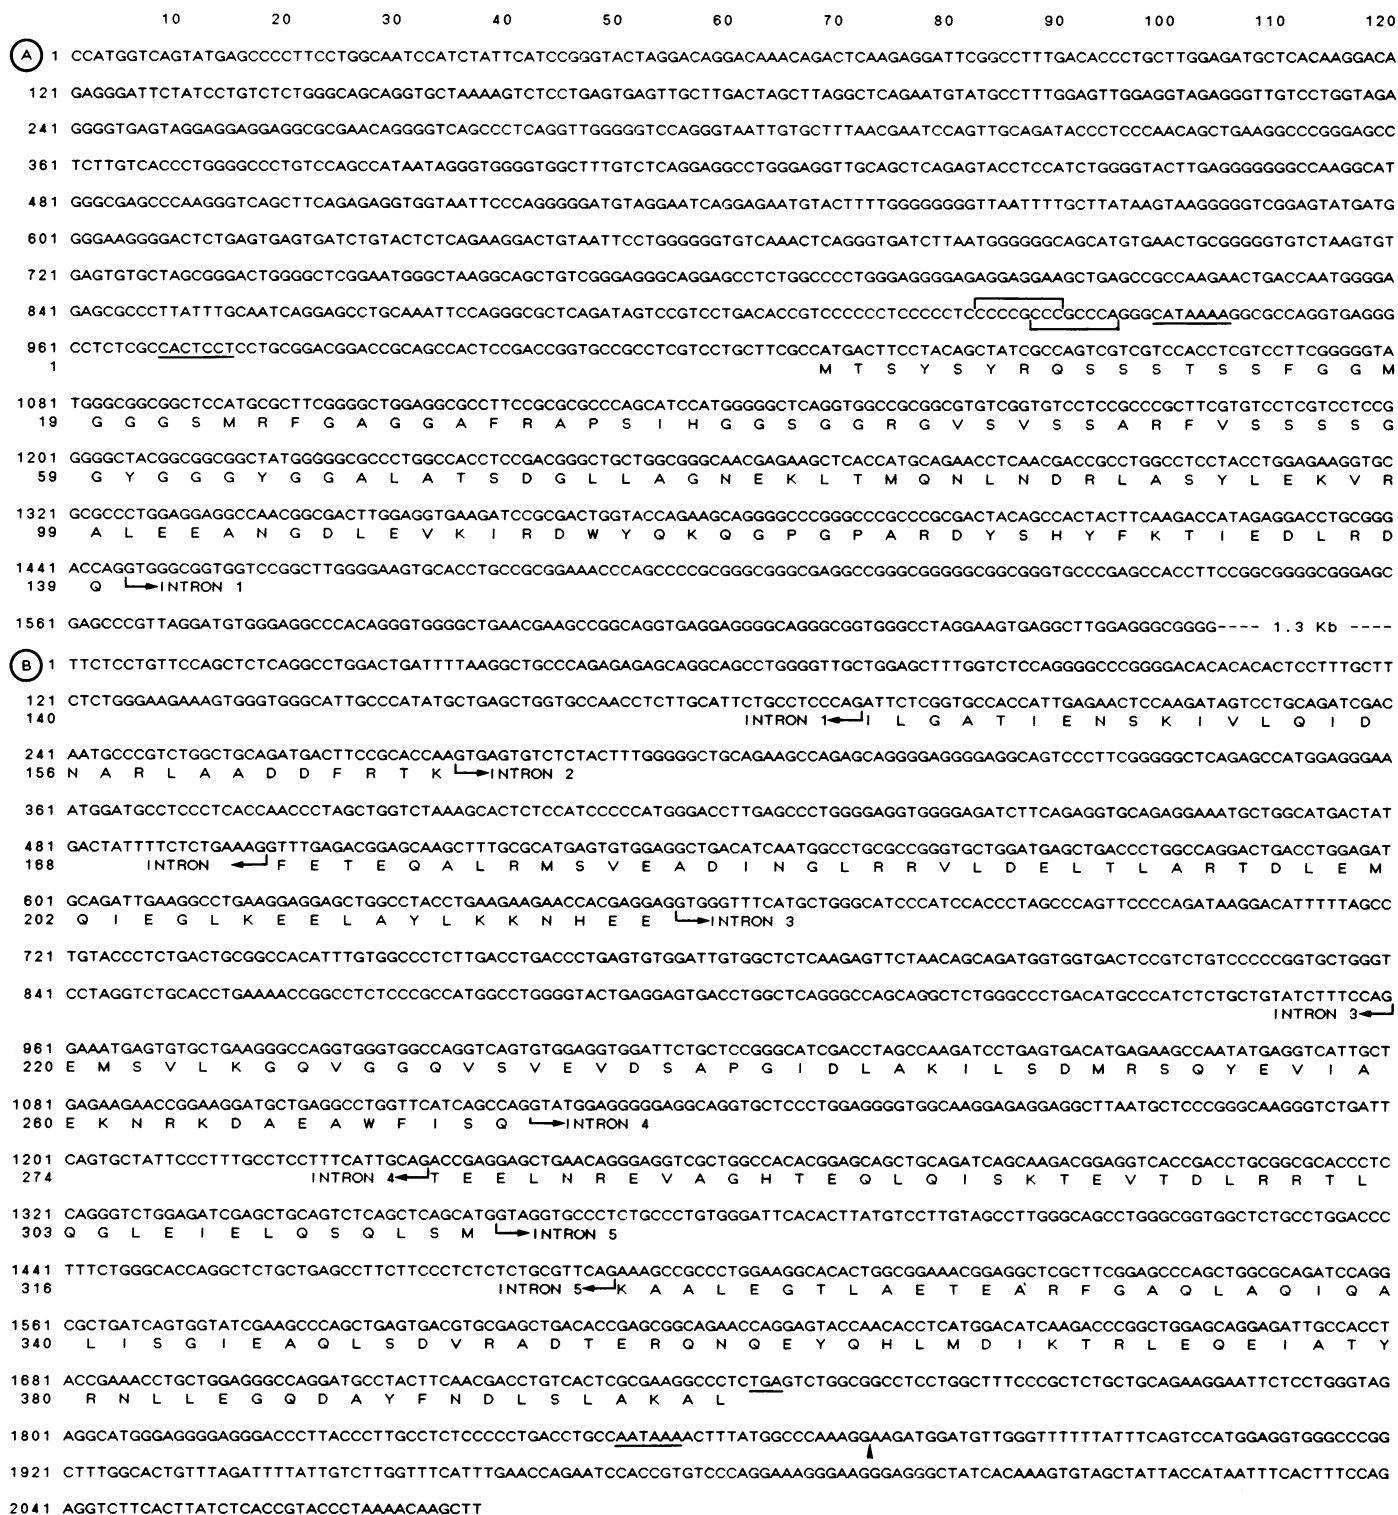 10 20 30 40 50 60 70 80 90 100 110 120
A 1 CCATGGTCAGTATGAGCCCCTTCCTGGCAATCCATCTATTCATCCGGGTACTAGGACAGGACAAACAGACTCAAGAGGATTCGGCCTTTGACACCCTGCTTGGAGATGCTCACAAGGACA
121 GAGGGATTCTATCCTGTCTCTGGGCAGCAGGTGCTAAAAGTCTCCTGAGTGAGTTGCTTGACTAGCTTAGGCTCAGAATGTATGCCTTTGGAGTTGGAGGTAGAGGGTTGTCCTGGTAGA
241 GGGGTGAGTAGGAGGAGGAGGCGCGAACAGGGGTCAGCCCTCAGGTTGGGGGTCCAGGGTAATTGTGCTTTAACGAATCCAGTTGCAGATACCCTCCCAACAGCTGAAGGCCCGGGAGCC
361 TCTTGTCACCCTGGGGCCCTGTCCAGCCATAATAGGGTGGGGTGGCTTTGTCTCAGGAGGCCTGGGAGGTTGCAGCTCAGAGTACCTCCATCTGGGGTACTTGAGGGGGGGCCAAGGCAT
481 GGGCGAGCCCAAGGGTCAGCTTCAGAGAGGTGGTAATTCCCAGGGGGATGTAGGAATCAGGAGAATGTACTTTTGGGGGGGGTTAATTTTGCTTATAAGTAAGGGGGTCGGAGTATGATG
601 GGGAAGGGGACTCTGAGTGAGTGATCTGTACTCTCAGAAGGACTGTAATTCCTGGGGGGTGTCAAACTCAGGGTGATCTTAATGGGGGGCAGCATGTGAACTGCGGGGGTGTCTAAGTGT
721 GAGTGTGCTAGCGGGACTGGGGCTCGGAATGGGCTAAGGCAGCTGTCGGGAGGGCAGGAGCCTCTGGCCCCTGGGAGGGGAGAGGAGGAAGCTGAGCCGCCAAGAACTGACCAATGGGGA
841 GAGCGCCCTTATTTGCAATCAGGAGCCTGCAAATTCCAGGGCGCTCAGATAGTCCGTCCTGACACCGTCCCCCCTCCCCCTCCCCCGCCCGCCCAGGGCATAAAAGGCGCCAGGTGAGGG
961 CCTCTCGCCACTCCTCCTGCGGACGGACCGCAGCCACTCCGACCGGTGCCGCCTCGTCCTGCTTCGCCATGACTTCCTACAGCTATCGCCAGTCGTCGTCCACCTCGTCCTTCGGGGGTA
1 M T S Y S Y R Q S S S T S S F G G M
1081 TGGGCGGCGGCTCCATGCGCTTCGGGGCTGGAGGCGCCTTCCGCGCGCCCAGCATCCATGGGGGCTCAGGTGGCCGCGGCGTGTCGGTGTCCTCCGCCCGCTTCGTGTCCTCGTCCTCCG
19 G G G S M R F G A G G A F R A P S I H G G S G G R G V S V S S A R F V S S S S G
1201 GGGGCTACGGCGGCGGCTATGGGGGCGCCCTGGCCACCTCCGACGGGCTGCTGGCGGGCAACGAGAAGCTCACCATGCAGAACCTCAACGACCGCCTGGCCTCCTACCTGGAGAAGGTGC
59 G Y G G G Y G G A L A T S D G L L A G N E K L T M Q N L N D R L A S Y L E K V R
1321 GCGCCCTGGAGGAGGCCAACGGCGACTTGGAGGTGAAGATCCGCGACTGGTACCAGAAGCAGGGGCCCGGGCCCGCCCGCGACTACAGCCACTACTTCAAGACCATAGAGGACCTGCGGG
99 A L E E A N G D L E V K I R D W Y Q K Q G P G P A R D Y S H Y F K T I E D L R D
1441 ACCAGGTGGGCGGTGGTCCGGCTTGGGGAAGTGCACCTGCCGCGGAAACCCAGCCCCGCGGGCGGGCGAGGCCGGGCGGGGGCGGCGGGTGCCCGAGCCACCTTCCGGCGGGGCGGGAGC
139 Q INTRON 1
1561 GAGCCCGTTAGGATGTGGGAGGCCCACAGGGTGGGGCTGAACGAAGCCGGCAGGTGAGGAGGGGCAGGGCGGTGGGCCTAGGAAGTGAGGCTTGGAGGGCGGGG---- 1.3 Kb ----
B 1 TTCTCCTGTTCCAGCTCTCAGGCCTGGACTGATTTTAAGGCTGCCCAGAGAGAGCAGGCAGCCTGGGGTTGCTGGAGCTTTGGTCTCCAGGGGCCCGGGGACACACACACTCCTTTGCTT
121 CTCTGGGAAGAAAGTGGGTGGGCATTGCCCATATGCTGAGCTGGTGCCAACCTCTTGCATTCTGCCTCCCAGATTCTCGGTGCCACCATTGAGAACTCCAAGATAGTCCTGCAGATCGAC
140 INTRON 1 I L G A T I E N S K I V L Q I D
241 AATGCCCGTCTGGCTGCAGATGACTTCCGCACCAAGTGAGTGTCTCTACTTTGGGGGCTGCAGAAGCCAGAGCAGGGGAGGGGAGGCAGTCCCTTCGGGGGCTCAGAGCCATGGAGGGAA
156 N A R L A A D D F R T K INTRON 2
361 ATGGATGCCTCCCTCACCAACCCTAGCTGGTCTAAAGCACTCTCCATCCCCCATGGGACCTTGAGCCCTGGGGAGGTGGGGAGATCTTCAGAGGTGCAGAGGAAATGCTGGCATGACTAT
481 GACTATTTTCTCTGAAAGGTTTGAGACGGAGCAAGCTTTGCGCATGAGTGTGGAGGCTGACATCAATGGCCTGCGCCGGGTGCTGGATGAGCTGACCCTGGCCAGGACTGACCTGGAGAT
168 INTRON F E T E Q A L R M S V E A D I N G L R R V L D E L T L A R T D L E M
601 GCAGATTGAAGGCCTGAAGGAGGAGCTGGCCTACCTGAAGAAGAACCACGAGGAGGTGGGTTTCATGCTGGGCATCCCATCCACCCTAGCCCAGTTCCCCAGATAAGGACATTTTTAGCC
202 Q I E G L K E E L A Y L K K N H E E INTRON 3
721 TGTACCCTCTGACTGCGGCCACATTTGTGGCCCTCTTGACCTGACCCTGAGTGTGGATTGTGGCTCTCAAGAGTTCTAACAGCAGATGGTGGTGACTCCGTCTGTCCCCCGGTGCTGGGT
841 CCTAGGTCTGCACCTGAAAACCGGCCTCTCCCGCCATGGCCTGGGGTACTGAGGAGTGACCTGGCTCAGGGCCAGCAGGCTCTGGGCCCTGACATGCCCATCTCTGCTGTATCTTTCCAG
INTRON 3
961 GAAATGAGTGTGCTGAAGGGCCAGGTGGGTGGCCAGGTCAGTGTGGAGGTGGATTCTGCTCCGGGCATCGACCTAGCCAAGATCCTGAGTGACATGAGAAGCCAATATGAGGTCATTGCT
220 E M S V L K G Q V G G Q V S V E V D S A P G I D L A K I L S D M R S Q Y E V I A
1081 GAGAAGAACCGGAAGGATGCTGAGGCCTGGTTCATCAGCCAGGTATGGAGGGGGAGGCAGGTGCTCCCTGGAGGGGTGGCAAGGAGAGGAGGCTTAATGCTCCCGGGCAAGGGTCTGATT
260 E K N R K D A E A W F I S Q INTRON 4
1201 CAGTGCTATTCCCTTTGCCTCCTTTCATTGCAGACCGAGGAGCTGAACAGGGAGGTCGCTGGCCACACGGAGCAGCTGCAGATCAGCAAGACGGAGGTCACCGACCTGCGGCGCACCCTC
274 INTRON 4 T E E L N R E V A G H T E Q L Q I S K T E V T D L R R T L
1321 CAGGGTCTGGAGATCGAGCTGCAGTCTCAGCTCAGCATGGTAGGTGCCCTCTGCCCTGTGGGATTCACACTTATGTCCTTGTAGCCTTGGGCAGCCTGGGCGGTGGCTCTGCCTGGACCC
303 Q G L E I E L Q S Q L S M INTRON 5
1441 TTTCTGGGCACCAGGCTCTGCTGAGCCTTCTTCCCTCTCTCTGCGTTCAGAAAGCCGCCCTGGAAGGCACACTGGCGGAAACGGAGGCTCGCTTCGGAGCCCAGCTGGCGCAGATCCAGG
316 INTRON 5 K A A L E G T L A E T E A R F G A Q L A Q I Q A
1561 CGCTGATCAGTGGTATCGAAGCCCAGCTGAGTGACGTGCGAGCTGACACCGAGCGGCAGAACCAGGAGTACCAACACCTCATGGACATCAAGACCCGGCTGGAGCAGGAGATTGCCACCT
340 L I S G I E A Q L S D V R A D T E R Q N Q E Y Q H L M D I K T R L E Q E I A T Y
1681 ACCGAAACCTGCTGGAGGGCCAGGATGCCTACTTCAACGACCTGTCACTCGCGAAGGCCCTCTGAGTCTGGCGGCCTCCTGGCTTTCCCGCTCTGCTGCAGAAGGAATTCTCCTGGGTAG
380 R N L L E G Q D A Y F N D L S L A K A L
1801 AGGCATGGGAGGGGAGGGACCCTTACCCTTGCCTCTCCCCCTGACCTGCCAATAAAACTTTATGGCCCAAAGGAAGATGGATGTTGGGTTTTTTATTTCAGTCCATGGAGGTGGGCCCGG
1921 CTTTGGCACTGTTTAGATTTTATTGTCTTGGTTTCATTTGAACCAGAATCCACCGTGTCCCAGGAAAGGGAAGGGAGGGCTATCACAAAGTGTAGCTATTACCATAATTTCACTTTCCAG
2041 AGGTCTTCACTTATCTCACCGTACCCTAAAACAAGCTT